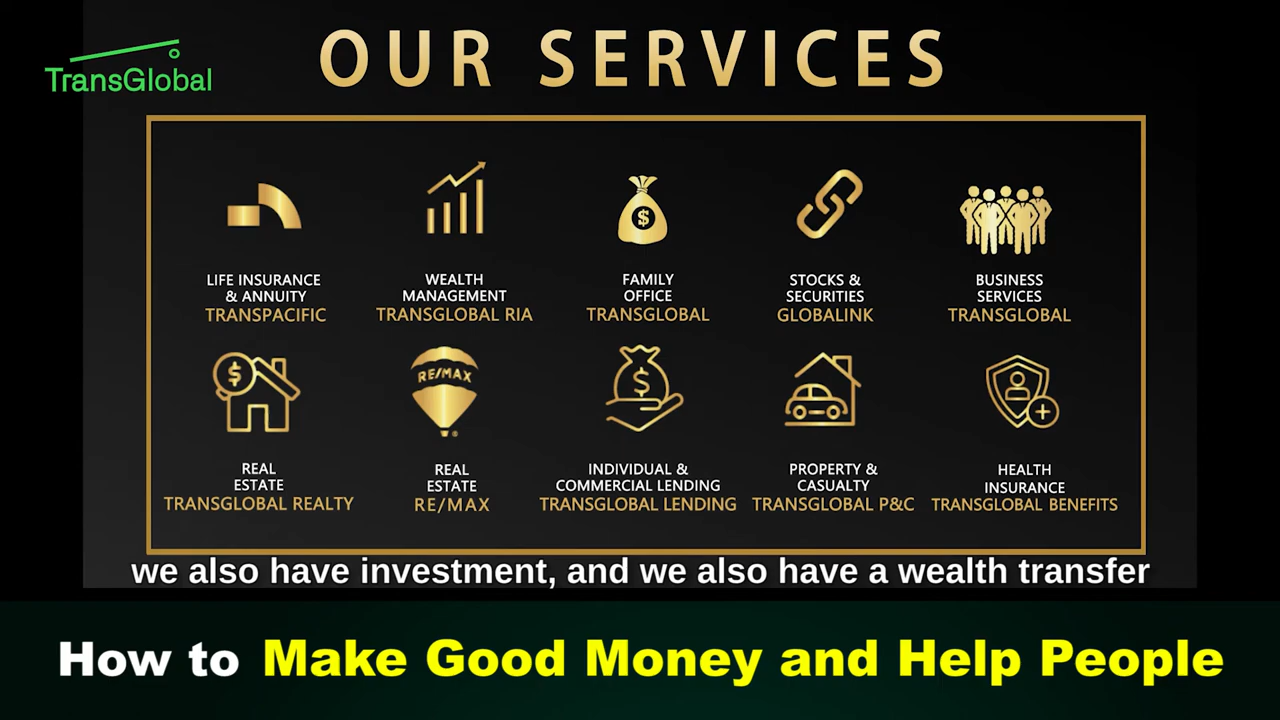 OUR SERVICES
TransGlobal
LIFE INSURANCE
& ANNUITY
TRANSPACIFIC
WEALTH
MANAGEMENT
TRANSGLOBAL RIA
$
FAMILY
OFFICE
TRANSGLOBAL
STOCKS &
SECURITIES
GLOBALINK
BUSINESS
SERVICES
TRANSGLOBAL
$
REAL
ESTATE
TRANSGLOBAL REALTY
RE/MAX
REAL
ESTATE
RE/MAX
$
INDIVIDUAL &
COMMERCIAL LENDING
TRANSGLOBAL LENDING
PROPERTY &
CASUALTY
TRANSGLOBAL P&C
HEALTH
INSURANCE
TRANSGLOBAL BENEFITS
we also have investment, and we also have a wealth transfer
How to Make Good Money and Help People